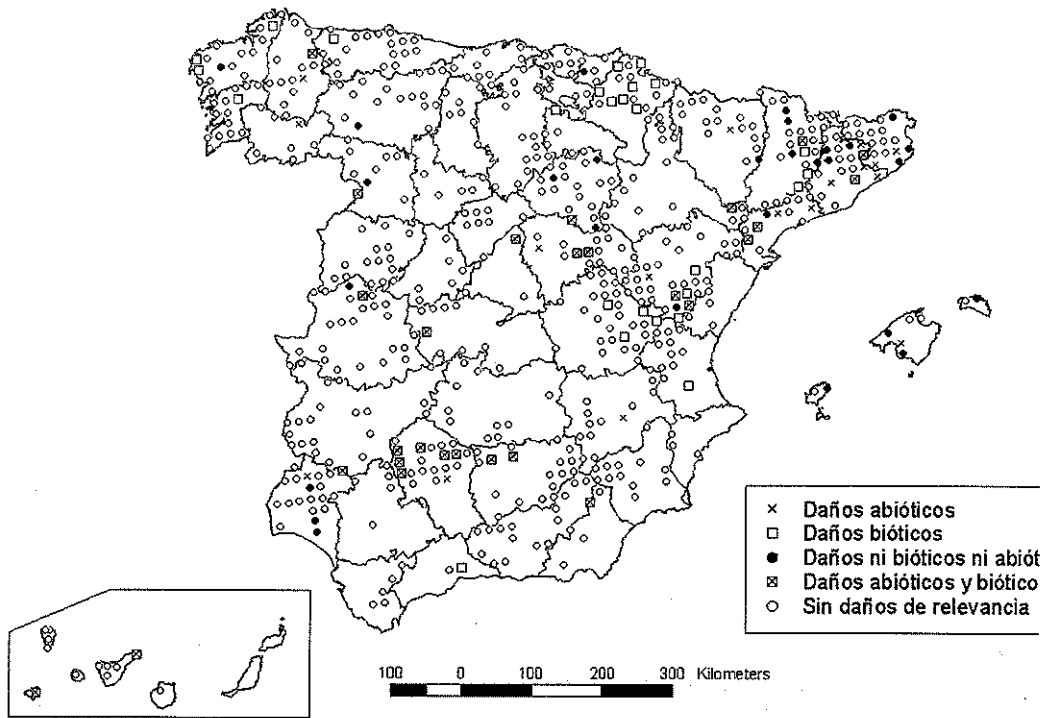 Daños abióticos
Daños bióticos
Daños ni bióticos ni abiót
Daños abióticos y biótico
Sin daños de relevancia
100 0 100 200 300 Kilometers